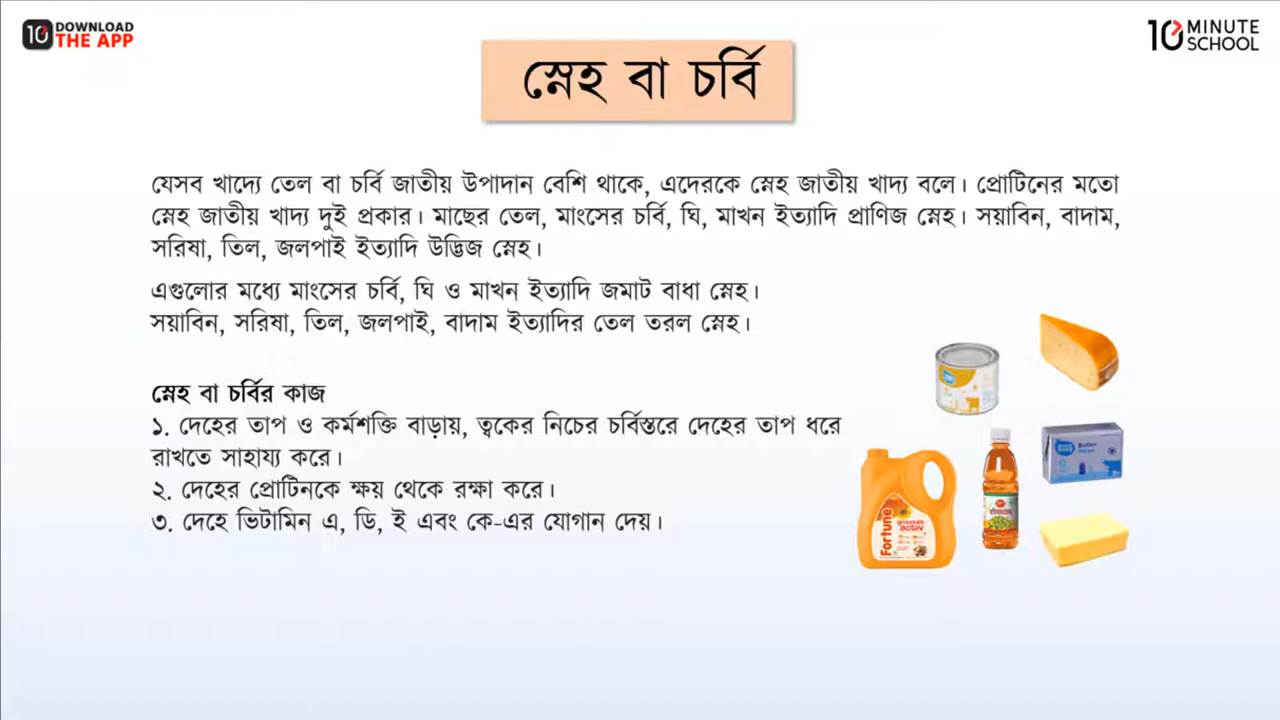 DOWNLOAD
THE APP
10 MINUTE
SCHOOL
স্নেহ বা চর্বি
যেসব খাদ্যে তেল বা চর্বি জাতীয় উপাদান বেশি থাকে, এদেরকে স্নেহ জাতীয় খাদ্য বলে। প্রোটিনের মতো
স্নেহ জাতীয় খাদ্য দুই প্রকার। মাছের তেল, মাংসের চর্বি, ঘি, মাখন ইত্যাদি প্রাণিজ স্নেহ। সয়াবিন, বাদাম,
সরিষা, তিল, জলপাই ইত্যাদি উদ্ভিজ স্নেহ।
এগুলোর মধ্যে মাংসের চর্বি, ঘি ও মাখন ইত্যাদি জমাট বাধা স্নেহ।
সয়াবিন, সরিষা, তিল, জলপাই, বাদাম ইত্যাদির তেল তরল স্নেহ।
স্নেহ বা চর্বির কাজ
১. দেহের তাপ ও কর্মশক্তি বাড়ায়, ত্বকের নিচের চর্বিস্তরে দেহের তাপ ধরে
রাখতে সাহায্য করে।
২. দেহের প্রোটিনকে ক্ষয় থেকে রক্ষা করে।
৩. দেহে ভিটামিন এ, ডি, ই এবং কে-এর যোগান দেয়।
Butter
Fortune
activ